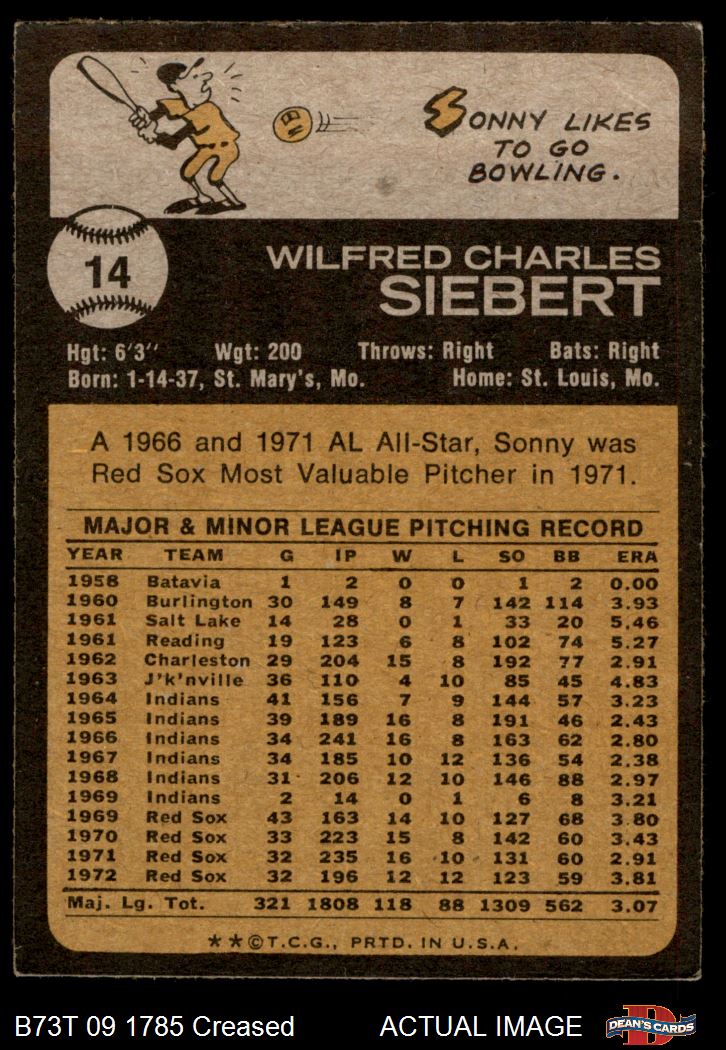 SONNY LIKES
TO GO
BOWLING.
14
WILFRED CHARLES
SIEBERT
Hgt: 6'3" Wgt: 200 Throws: Right Bats: Right
Born: 1-14-37, St. Mary's, Mo. Home: St. Louis, Mo.
A 1966 and 1971 AL All-Star, Sonny was
Red Sox Most Valuable Pitcher in 1971.
MAJOR & MINOR LEAGUE PITCHING RECORD
YEAR TEAM G IP W L SO BB ERA
1958 Batavia 1 2 0 0 1 2 0.00
1960 Burlington 30 149 8 7 142 114 3.93
1961 Salt Lake 14 28 0 1 33 20 5.46
1961 Reading 19 123 6 8 102 74 5.27
1962 Charleston 29 204 15 8 192 77 2.91
1963 J'k'nville 36 110 4 10 85 45 4.83
1964 Indians 41 156 7 9 144 57 3.23
1965 Indians 39 189 16 8 191 46 2.43
1966 Indians 34 241 16 8 163 62 2.80
1967 Indians 34 185 10 12 136 54 2.38
1968 Indians 31 206 12 10 146 88 2.97
1969 Indians 2 14 0 1 6 8 3.21
1969 Red Sox 43 163 14 10 127 68 3.80
1970 Red Sox 33 223 15 8 142 60 3.43
1971 Red Sox 32 235 16 10 131 60 2.91
1972 Red Sox 32 196 12 12 123 59 3.81
Maj. Lg. Tot. 321 1808 118 88 1309 562 3.07
★★©T.C.G., PRTD. IN U.S.A.
B73T 09 1785 Creased ACTUAL IMAGE DEAN'S CARDS